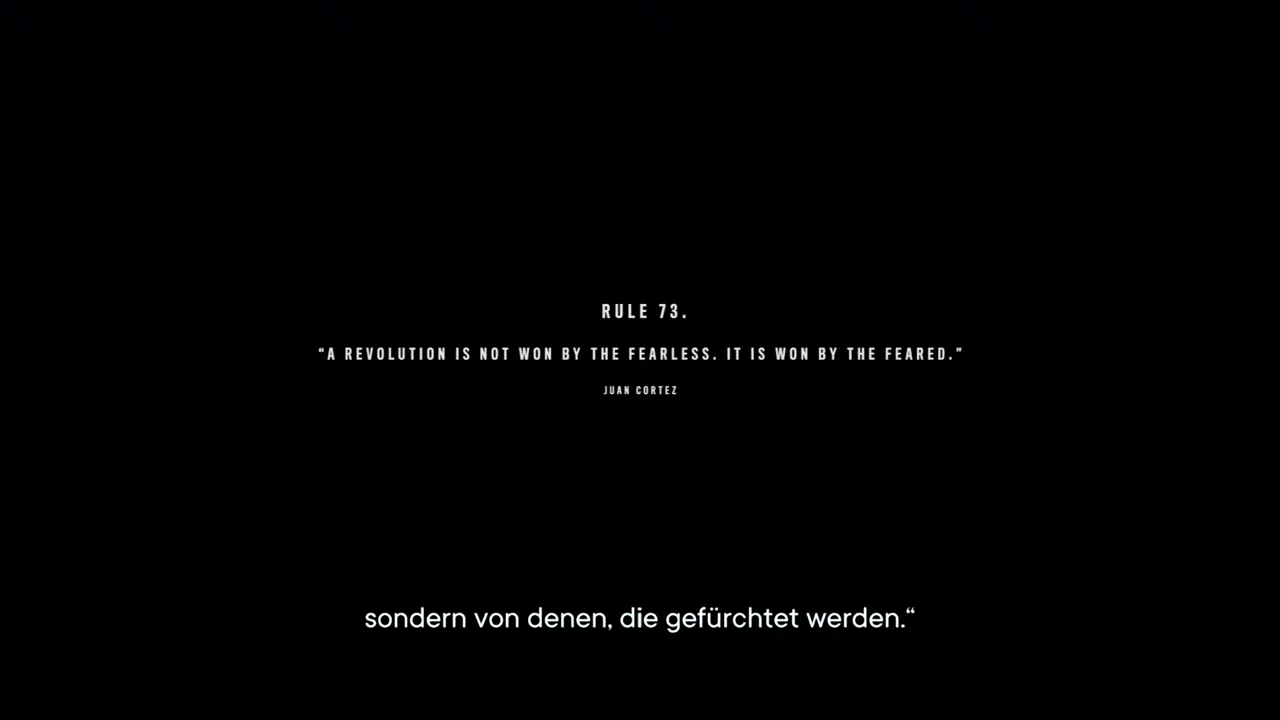 RULE 73.
“A REVOLUTION IS NOT WON BY THE FEARLESS. IT IS WON BY THE FEARED.”
JUAN CORTEZ
sondern von denen, die gefürchtet werden.“